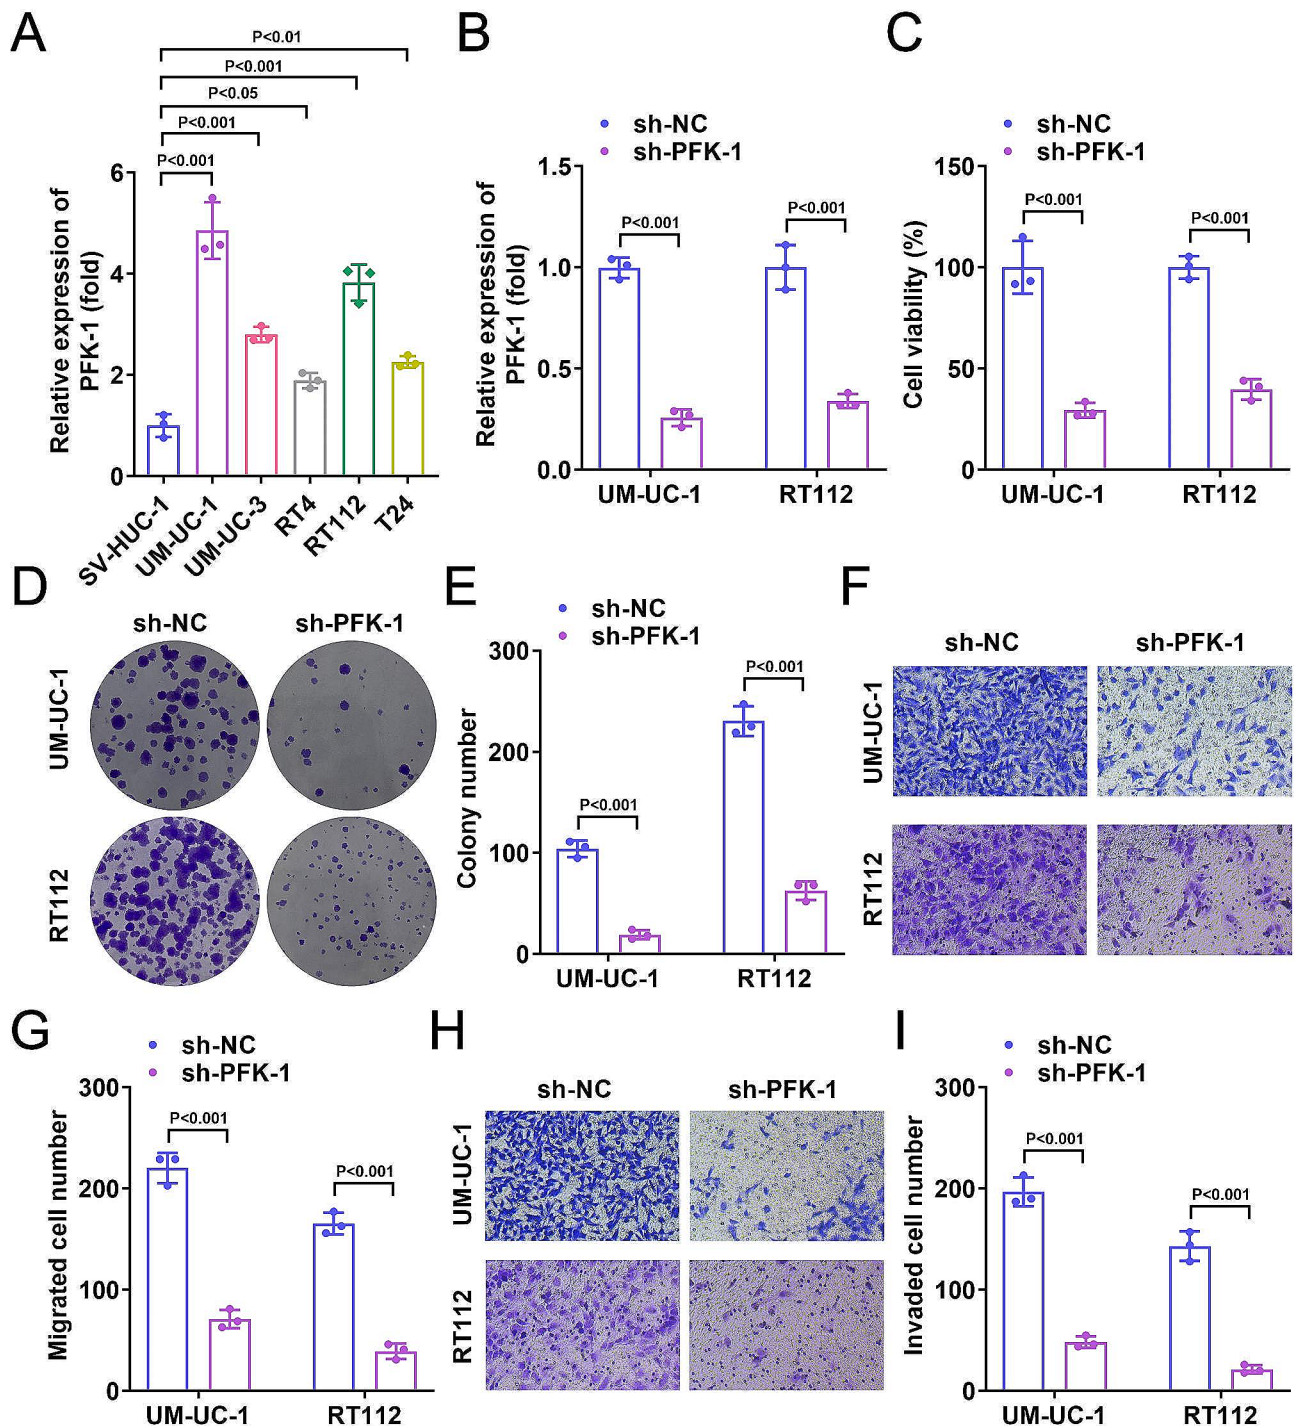 A
P<0.01
P<0.001
P<0.05
P<0.001
P<0.001
Relative expression of
PFK-1 (fold)
6
4
2
0
SV-HUC-1
UM-UC-1
UM-UC-3
RT4
RT112
T24
B
sh-NC
sh-PFK-1
Relative expression of
PFK-1 (fold)
1.5
1.0
0.5
0.0
P<0.001
P<0.001
UM-UC-1
RT112
C
sh-NC
sh-PFK-1
Cell viability (%)
150
100
50
0
P<0.001
P<0.001
UM-UC-1
RT112
D
sh-NC
sh-PFK-1
UM-UC-1
RT112
E
sh-NC
sh-PFK-1
Colony number
300
200
100
0
P<0.001
P<0.001
UM-UC-1
RT112
F
sh-NC
sh-PFK-1
UM-UC-1
RT112
G
sh-NC
sh-PFK-1
Migrated cell number
300
200
100
0
P<0.001
P<0.001
UM-UC-1
RT112
H
sh-NC
sh-PFK-1
UM-UC-1
RT112
I
sh-NC
sh-PFK-1
Invaded cell number
300
200
100
0
P<0.001
P<0.001
UM-UC-1
RT112